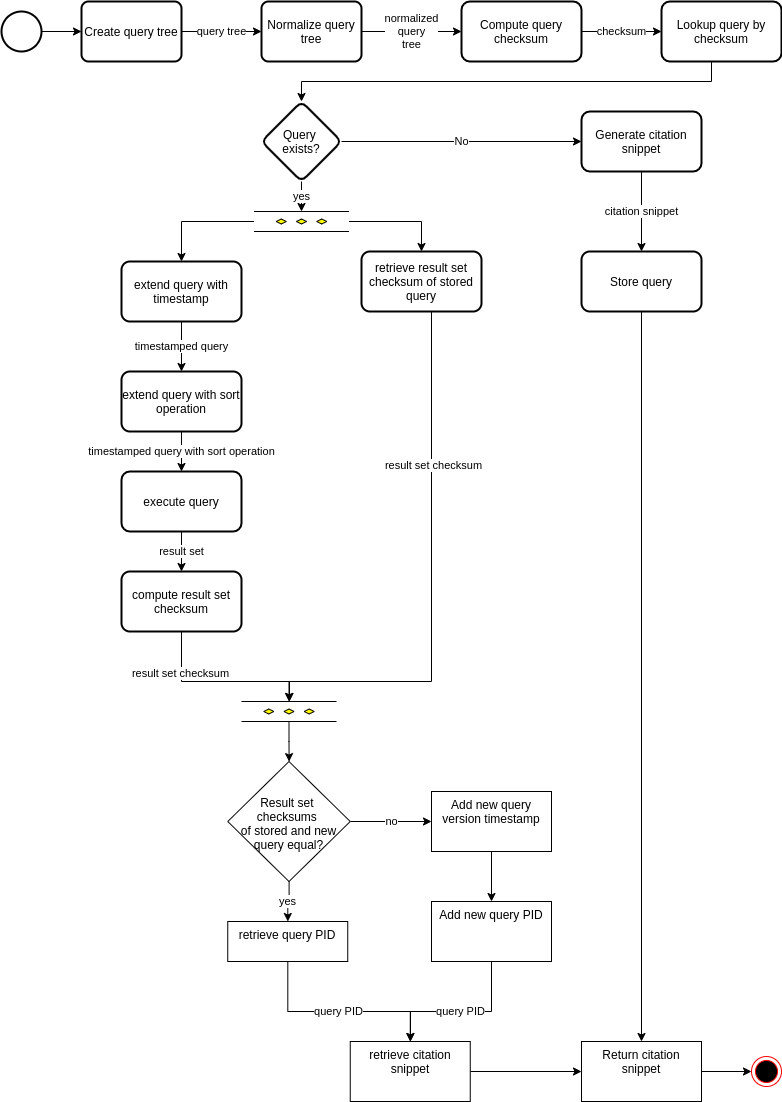 Create query tree
query tree
Normalize query
tree
normalized
query
tree
Compute query
checksum
checksum
Lookup query by
checksum
Query
exists?
No
Generate citation
snippet
yes
citation snippet
extend query with
timestamp
retrieve result set
checksum of stored
query
Store query
timestamped query
extend query with sort
operation
timestamped query with sort operation
result set checksum
execute query
result set
compute result set
checksum
result set checksum
Result set
checksums
of stored and new
query equal?
no
Add new query
version timestamp
yes
retrieve query PID
Add new query PID
query PID
query PID
retrieve citation
snippet
Return citation
snippet